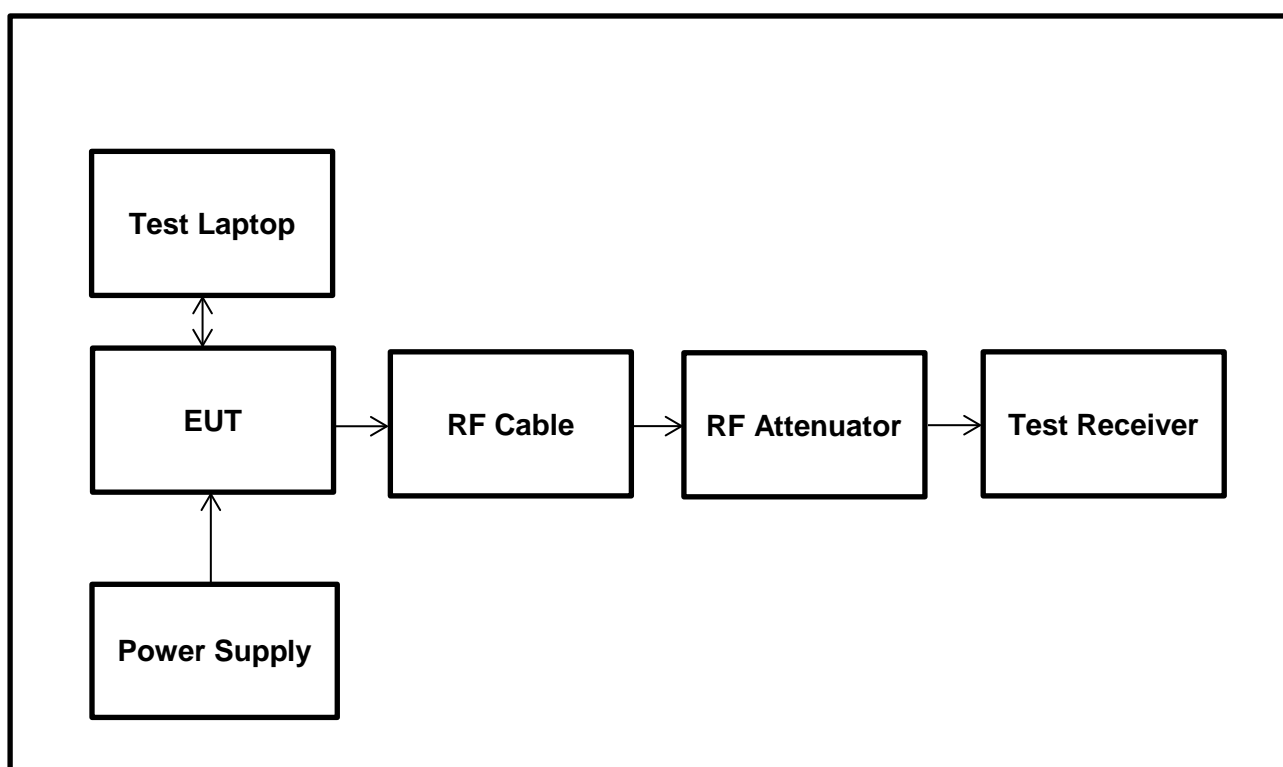 Test Laptop
EUT
RF Cable
RF Attenuator
Test Receiver
Power Supply